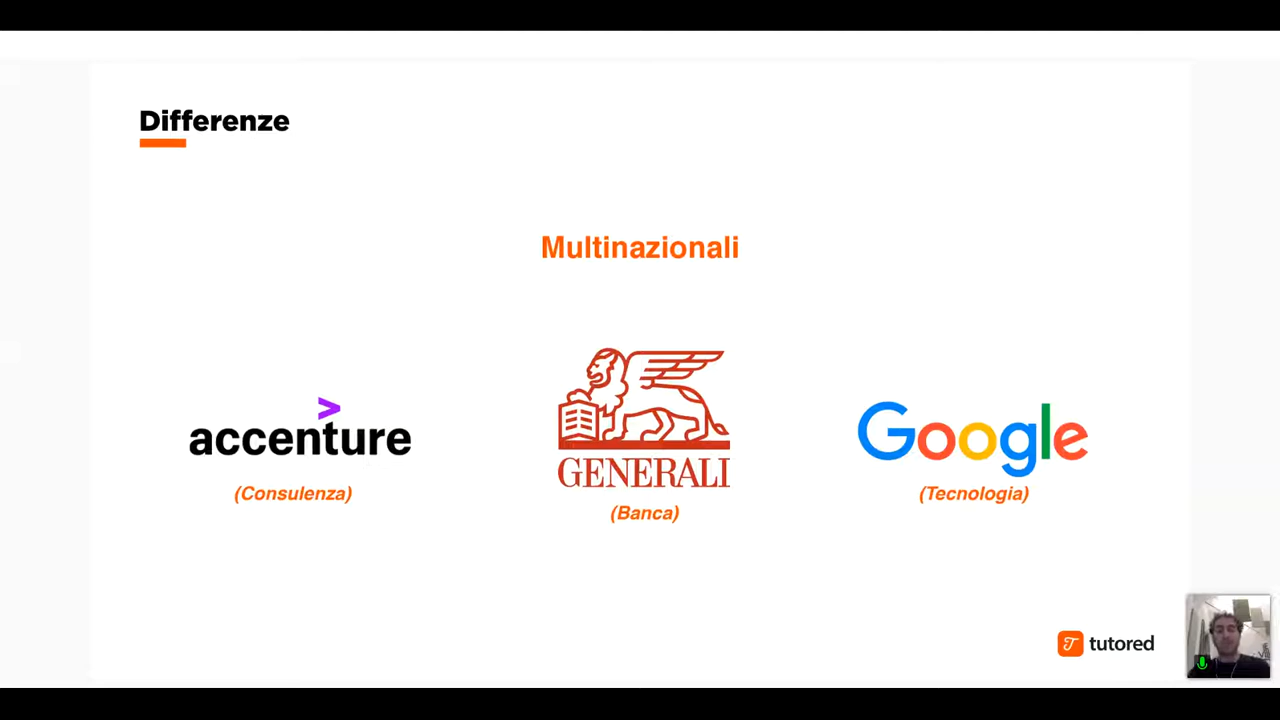 Differenze
Multinazionali
accenture
GENERALI
Google
(Consulenza)
(Banca)
(Tecnologia)
tutored